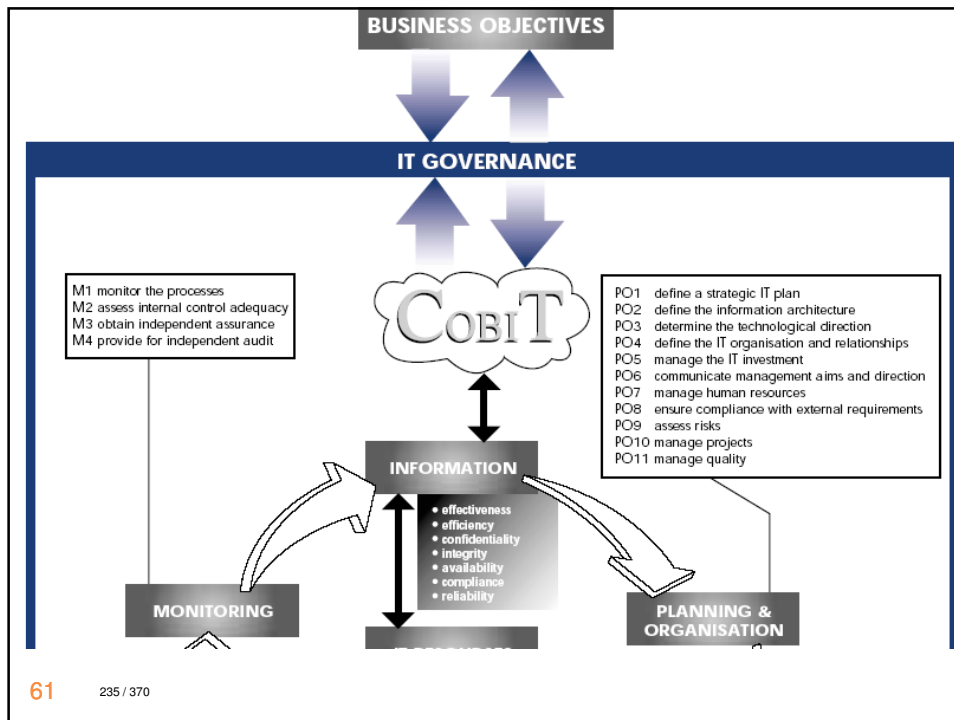 BUSINESS OBJECTIVES
IT GOVERNANCE
COBIT
M1 monitor the processes
M2 assess internal control adequacy
M3 obtain independent assurance
M4 provide for independent audit
PO1 define a strategic IT plan
PO2 define the information architecture
PO3 determine the technological direction
PO4 define the IT organisation and relationships
PO5 manage the IT investment
PO6 communicate management aims and direction
PO7 manage human resources
PO8 ensure compliance with external requirements
PO9 assess risks
PO10 manage projects
PO11 manage quality
INFORMATION
• effectiveness
• efficiency
• confidentiality
• integrity
• availability
• compliance
• reliability
MONITORING
PLANNING &
ORGANISATION
IT RESOURCES
61
235 / 370